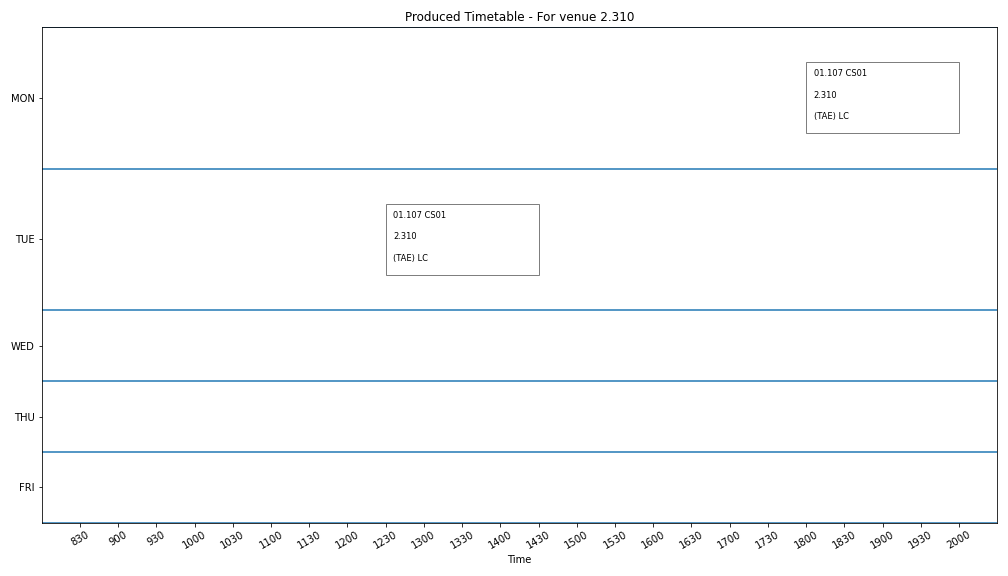 Produced Timetable - For venue 2.310
MON
01.107 CS01
2.310
(TAE) LC
TUE
01.107 CS01
2.310
(TAE) LC
WED
THU
FRI
830 900 930 1000 1030 1100 1130 1200 1230 1300 1330 1400 1430 1500 1530 1600 1630 1700 1730 1800 1830 1900 1930 2000
Time